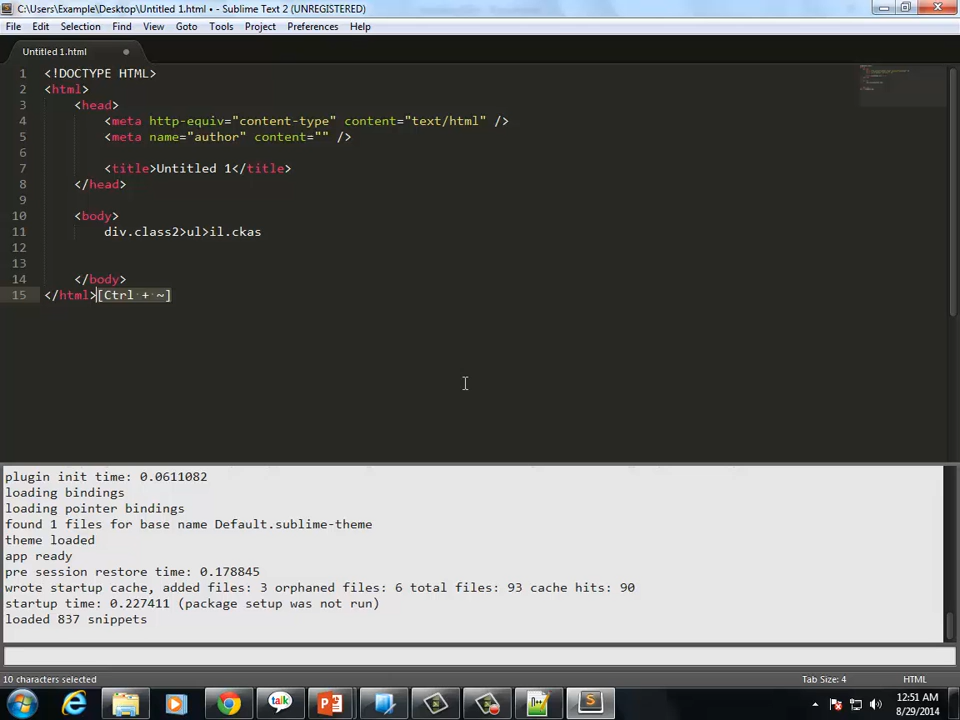 C:\Users\Example\Desktop\Untitled 1.html • - Sublime Text 2 (UNREGISTERED)
File Edit Selection Find View Goto Tools Project Preferences Help
Untitled 1.html
1 <!DOCTYPE HTML>
2 <html>
3 <head>
4 <meta http-equiv="content-type" content="text/html" />
5 <meta name="author" content="" />
6
7 <title>Untitled 1</title>
8 </head>
9
10 <body>
11 div.class2>ul>il.ckas
12
13
14 </body>
15 </html>[Ctrl + ~]
plugin init time: 0.0611082
loading bindings
loading pointer bindings
found 1 files for base name Default.sublime-theme
theme loaded
app ready
pre session restore time: 0.178845
wrote startup cache, added files: 3 orphaned files: 6 total files: 93 cache hits: 90
startup time: 0.227411 (package setup was not run)
loaded 837 snippets
10 characters selected Tab Size: 4 HTML
talk
12:51 AM
8/29/2014